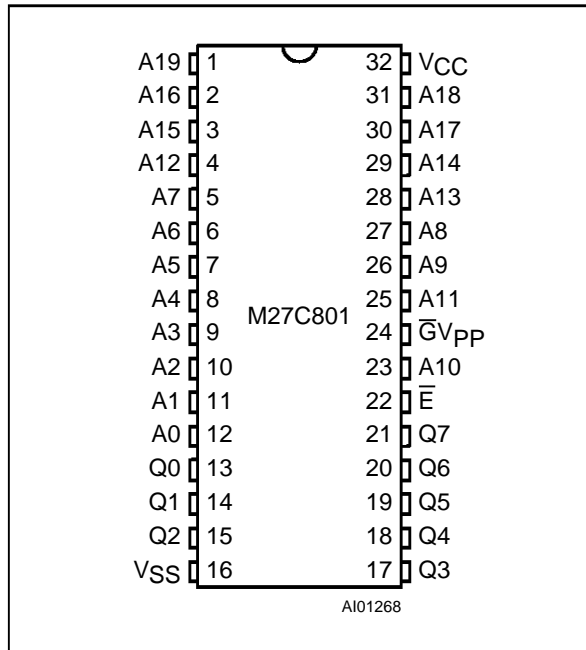 A19 1 32 VCC
A16 2 31 A18
A15 3 30 A17
A12 4 29 A14
A7 5 28 A13
A6 6 27 A8
A5 7 26 A9
A4 8 25 A11
M27C801
A3 9 24 G̅VPP
A2 10 23 A10
A1 11 22 E̅
A0 12 21 Q7
Q0 13 20 Q6
Q1 14 19 Q5
Q2 15 18 Q4
VSS 16 17 Q3
AI01268